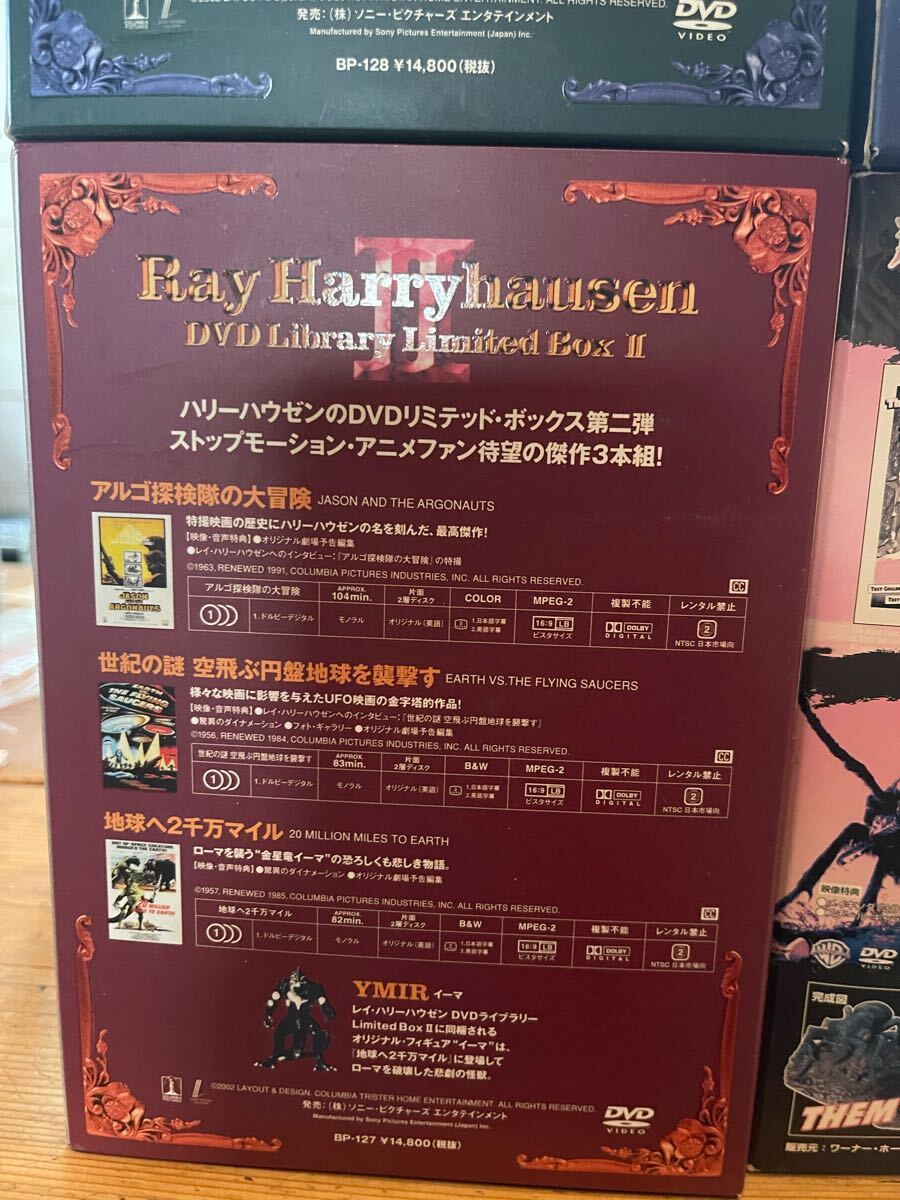 発売：（株）ソニー・ピクチャーズ エンタテインメント
Manufactured by Sony Pictures Entertainment (Japan) Inc.
DVD
VIDEO
BP-128 ¥14,800（税抜）
II
Ray Harryhausen
DVD Library Limited Box II
ハリーハウゼンのDVDリミテッド・ボックス第二弾
ストップモーション・アニメファン待望の傑作3本組！
アルゴ探検隊の大冒険 JASON AND THE ARGONAUTS
特撮映画の歴史にハリーハウゼンの名を刻んだ、最高傑作！
【映像・音声特典】●オリジナル劇場予告編集
●レイ・ハリーハウゼンへのインタビュー：『アルゴ探検隊の大冒険』の特撮
©1963, RENEWED 1991, COLUMBIA PICTURES INDUSTRIES, INC. ALL RIGHTS RESERVED.
CC
JASON
ARGONAUTS
アルゴ探検隊の大冒険 APPROX. 104min. 片面2層ディスク COLOR MPEG-2 複製不能 レンタル禁止
1 1.ドルビーデジタル モノラル オリジナル（英語） 2 1.日本語字幕 2.英語字幕 16:9 LB ビスタサイズ DOLBY DIGITAL 2 NTSC 日本市場向
世紀の謎 空飛ぶ円盤地球を襲撃す EARTH VS. THE FLYING SAUCERS
様々な映画に影響を与えたUFO映画の金字塔的作品！
【映像・音声特典】●レイ・ハリーハウゼンへのインタビュー：『世紀の謎 空飛ぶ円盤地球を襲撃す』
●驚異のダイナメーション ●フォト・ギャラリー ●オリジナル劇場予告編集
©1956, RENEWED 1984, COLUMBIA PICTURES INDUSTRIES, INC. ALL RIGHTS RESERVED.
CC
EARTH
THE FLYING
SAUCERS
世紀の謎 空飛ぶ円盤地球を襲撃す APPROX. 83min. 片面2層ディスク B&W MPEG-2 複製不能 レンタル禁止
1 1.ドルビーデジタル モノラル オリジナル（英語） 2 1.日本語字幕 2.英語字幕 16:9 LB ビスタサイズ DOLBY DIGITAL 2 NTSC 日本市場向
地球へ2千万マイル 20 MILLION MILES TO EARTH
ローマを襲う“金星竜イーマ”の恐ろしくも悲しき物語。
【映像・音声特典】●驚異のダイナメーション ●オリジナル劇場予告編集
©1957, RENEWED 1985, COLUMBIA PICTURES INDUSTRIES, INC. ALL RIGHTS RESERVED.
CC
OUT-OF-SPACE CREATURE
INVADES THE EARTH!
20 MILLION
MILES TO EARTH
地球へ2千万マイル APPROX. 82min. 片面2層ディスク B&W MPEG-2 複製不能 レンタル禁止
1 1.ドルビーデジタル モノラル オリジナル（英語） 2 1.日本語字幕 2.英語字幕 16:9 LB ビスタサイズ DOLBY DIGITAL 2 NTSC 日本市場向
YMIR イーマ
レイ・ハリーハウゼン DVDライブラリー
Limited Box IIに同梱される
オリジナル・フィギュア“イーマ”は、
『地球へ2千万マイル』に登場して
ローマを破壊した悲劇の怪獣。
©2002 LAYOUT & DESIGN. COLUMBIA TRISTER HOME ENTERTAINMENT. ALL RIGHTS RESERVED.
発売：（株）ソニー・ピクチャーズ エンタテインメント
Manufactured by Sony Pictures Entertainment (Japan) Inc.
DVD
VIDEO
BP-127 ¥14,800（税抜）
映像特典
DVD
VIDEO
完成図
THEM
販売元：ワーナー・ホー